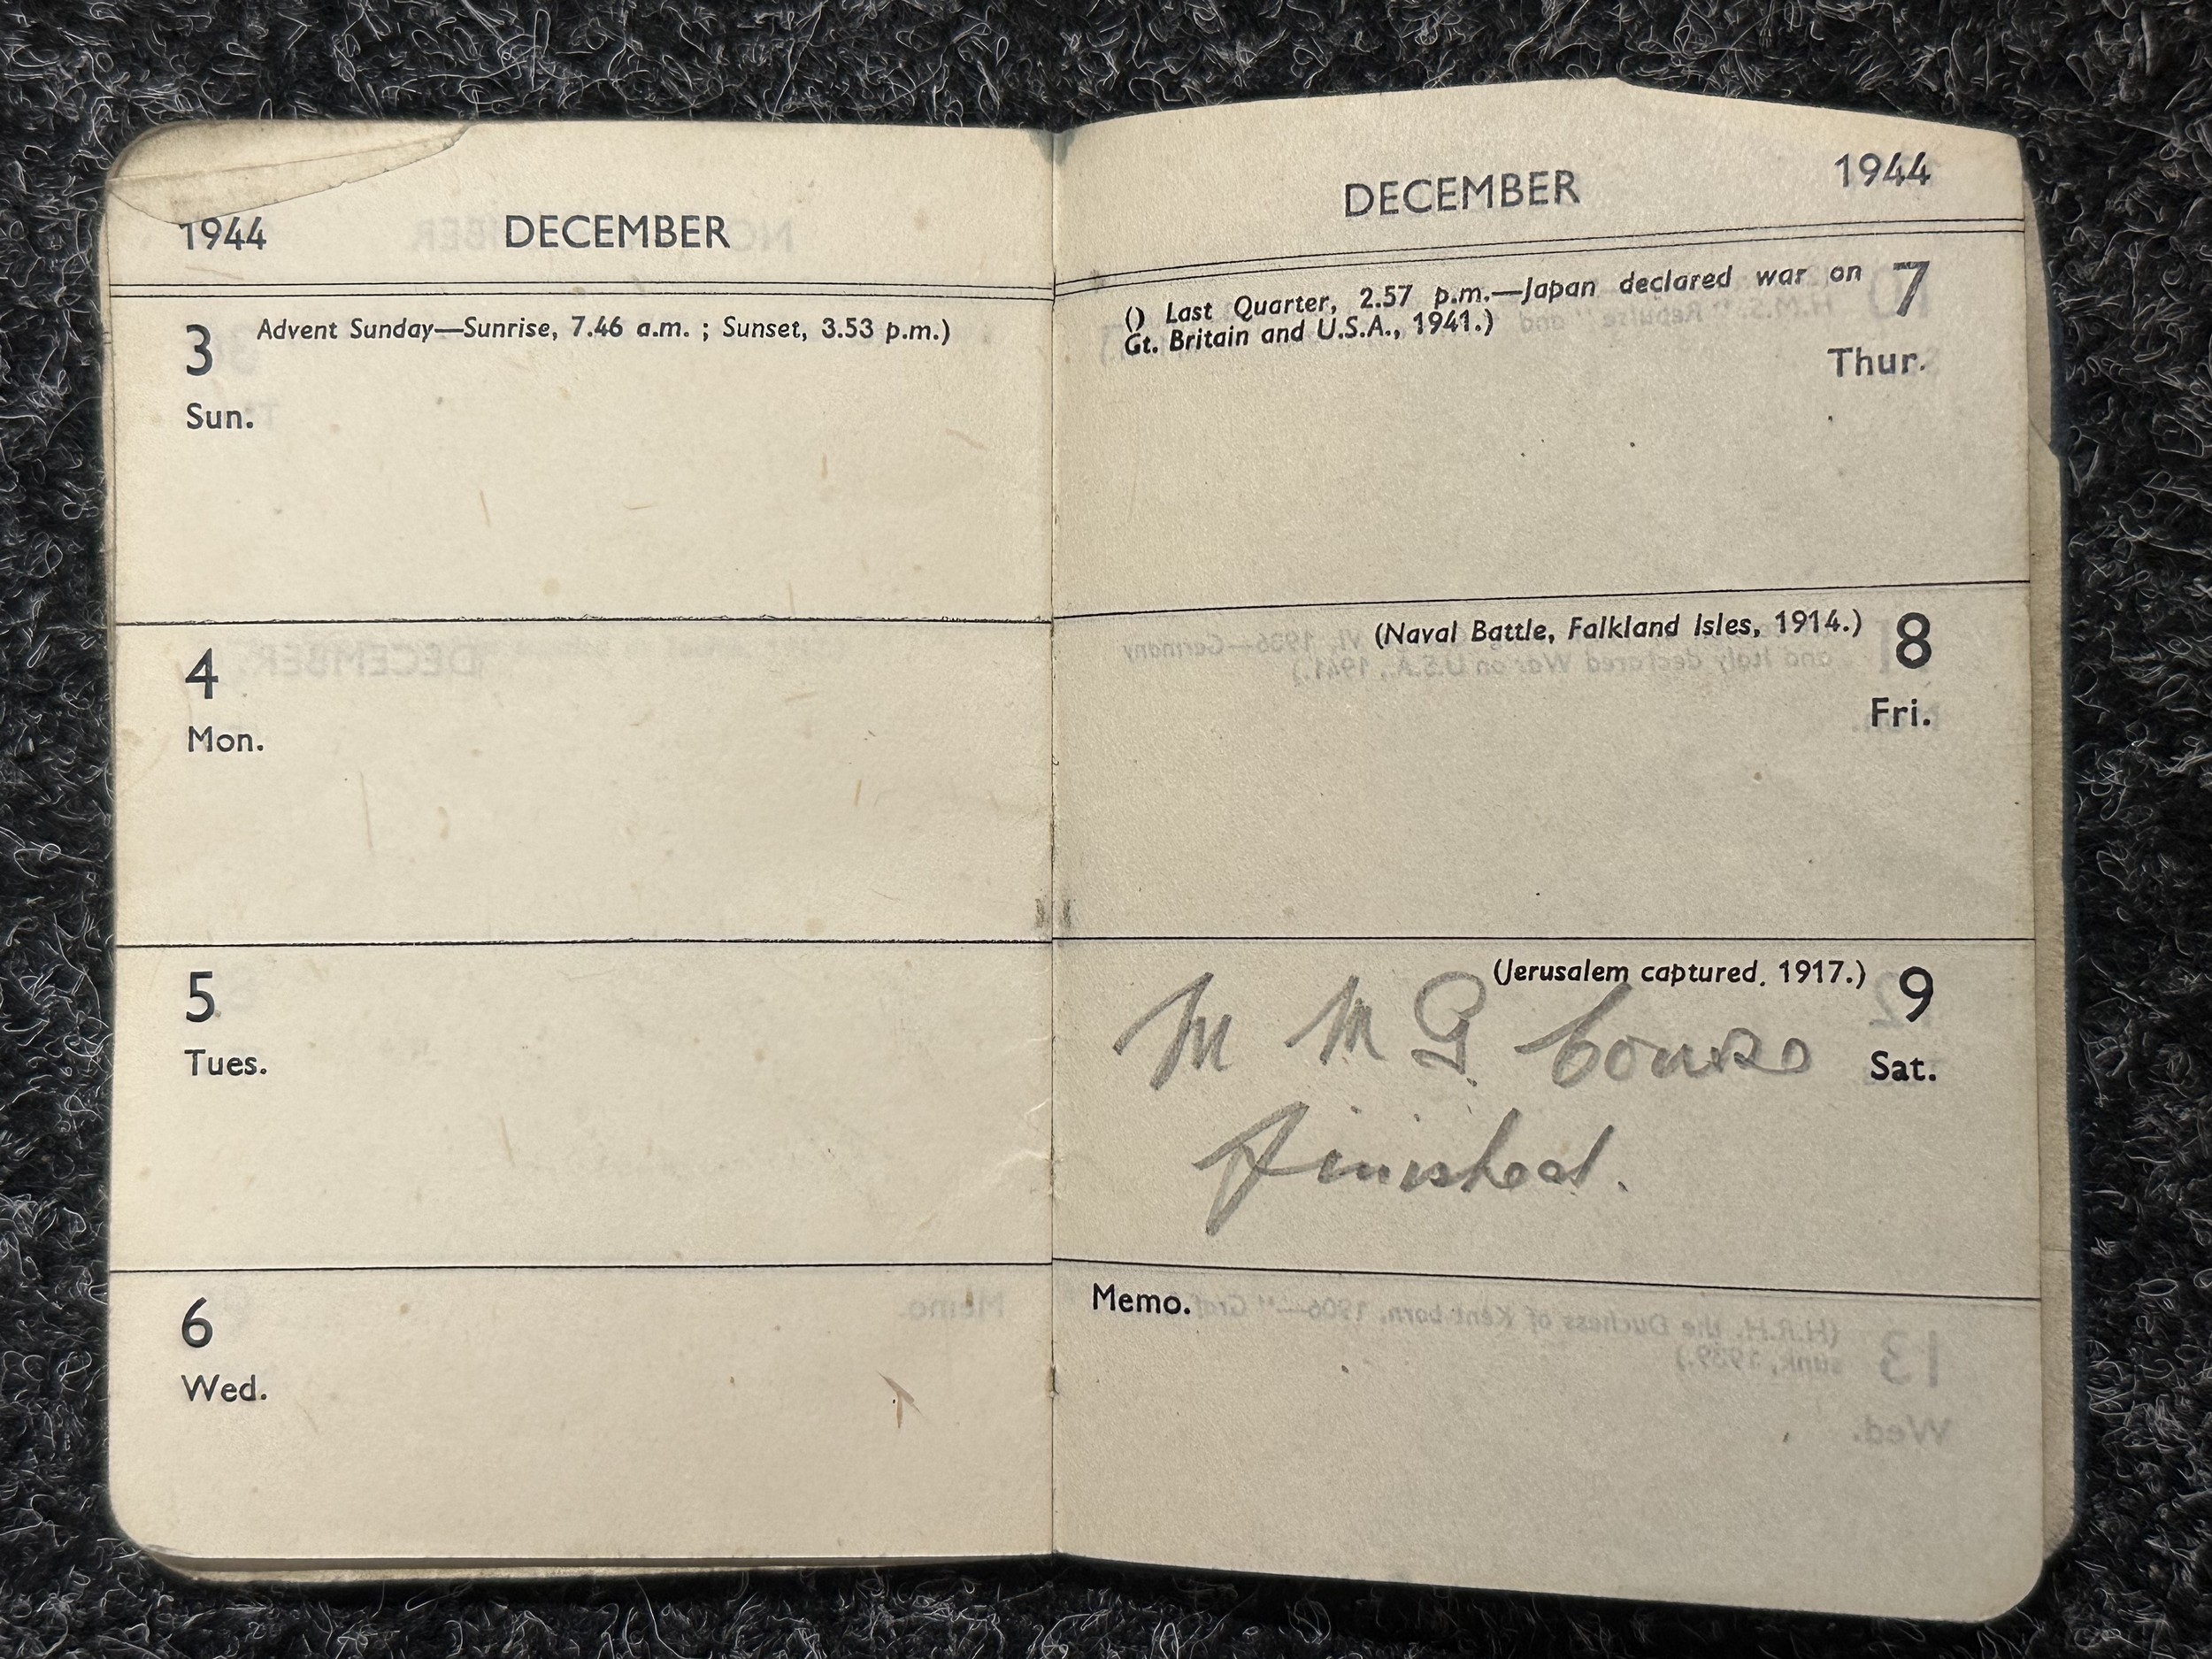 1944 DECEMBER
3 Advent Sunday—Sunrise, 7.46 a.m. ; Sunset, 3.53 p.m.)
Sun.
4
Mon.
5
Tues.
6
Wed.
DECEMBER 1944
() Last Quarter, 2.57 p.m.—Japan declared war on 7
Gt. Britain and U.S.A., 1941.)
Thur.
(Naval Battle, Falkland Isles, 1914.) 8
Fri.
(Jerusalem captured, 1917.) 9
M M G Course Sat.
finished.
Memo.